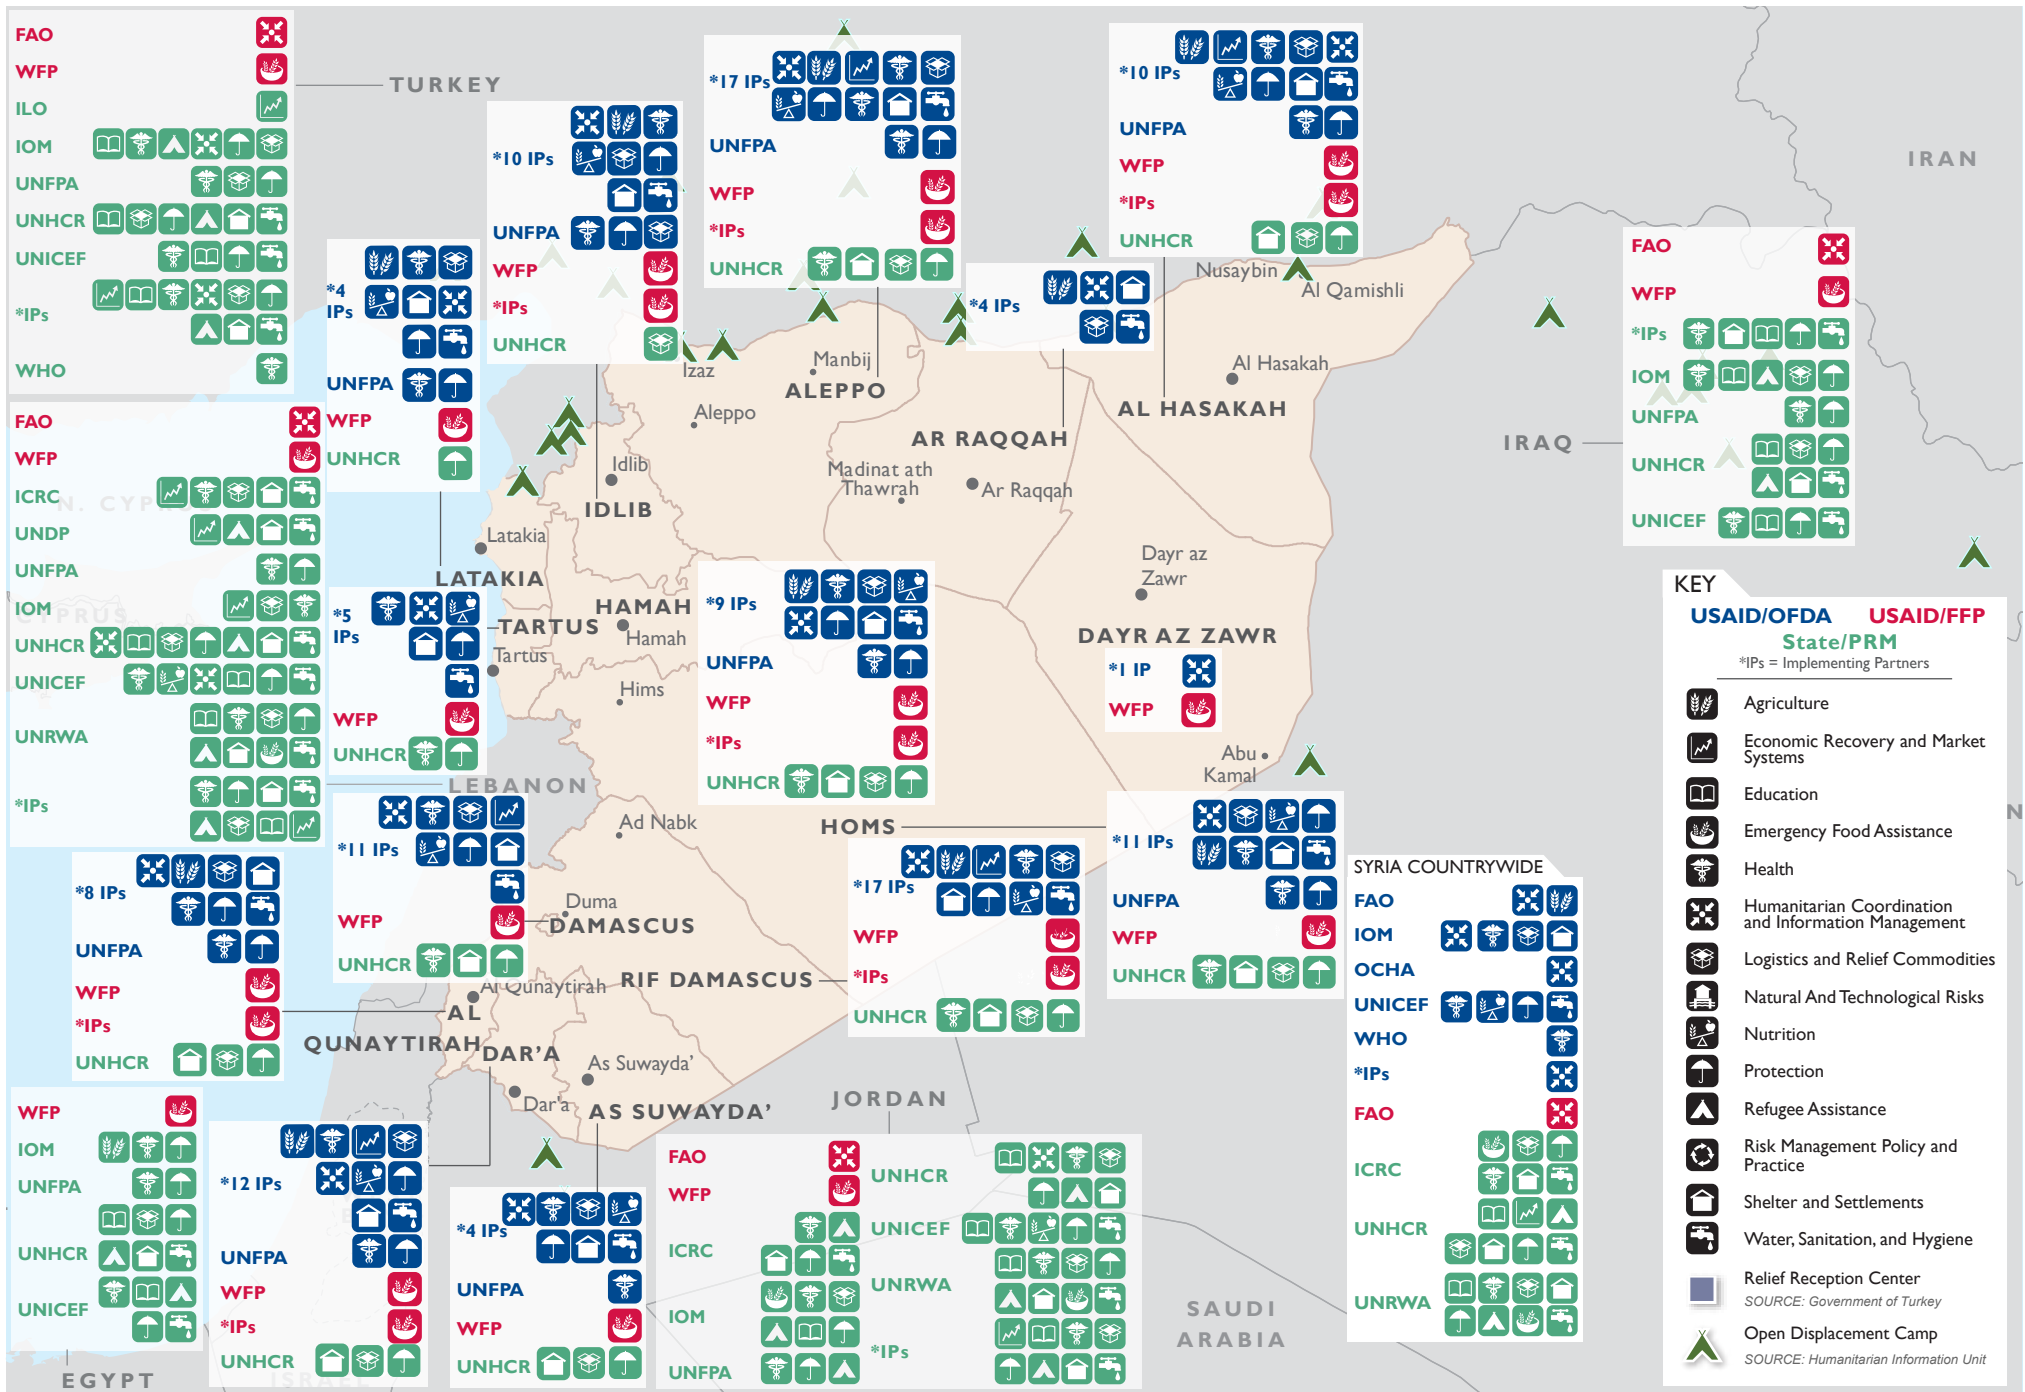 FAO
WFP
ILO
IOM
UNFPA
UNHCR
UNICEF
*IPs
WHO
TURKEY
FAO
WFP
ICRC
UNDP
UNFPA
IOM
UNHCR
UNICEF
UNRWA
*IPs
N. CYPRUS
CYPRUS
LEBANON
*4
IPs
UNFPA
WFP
UNHCR
LATAKIA
Latakia
*10 IPs
UNFPA
WFP
*IPs
UNHCR
IDLIB
Idlib
*17 IPs
UNFPA
WFP
*IPs
UNHCR
Izaz
Manbij
ALEPPO
Aleppo
*4 IPs
AR RAQQAH
Madinat ath
Thawrah
Ar Raqqah
*10 IPs
UNFPA
WFP
*IPs
UNHCR
Nusaybin
Al Qamishli
Al Hasakah
AL HASAKAH
IRAN
FAO
WFP
*IPs
IOM
UNFPA
UNHCR
UNICEF
IRAQ
*5
IPs
WFP
UNHCR
TARTUS
Tartus
HAMAH
Hamah
Hims
*9 IPs
UNFPA
WFP
*IPs
UNHCR
Dayr az
Zawr
DAYR AZ ZAWR
*1 IP
WFP
Abu
Kamal
*11 IPs
WFP
UNHCR
Ad Nabk
Duma
DAMASCUS
HOMS
*11 IPs
UNFPA
WFP
UNHCR
*17 IPs
WFP
*IPs
UNHCR
RIF DAMASCUS
*8 IPs
UNFPA
WFP
*IPs
UNHCR
Al Qunaytirah
AL
QUNAYTIRAH
DAR'A
Dar'a
As Suwayda'
AS SUWAYDA'
WFP
IOM
UNFPA
UNHCR
UNICEF
EGYPT
*12 IPs
UNFPA
WFP
*IPs
UNHCR
ISRAEL
*4 IPs
UNFPA
WFP
UNHCR
JORDAN
FAO
WFP
ICRC
IOM
UNFPA
UNHCR
UNICEF
UNRWA
*IPs
SAUDI
ARABIA
SYRIA COUNTRYWIDE
FAO
IOM
OCHA
UNICEF
WHO
*IPs
FAO
ICRC
UNHCR
UNRWA
KEY
USAID/OFDA USAID/FFP
State/PRM
*IPs = Implementing Partners
Agriculture
Economic Recovery and Market
Systems
Education
Emergency Food Assistance
Health
Humanitarian Coordination
and Information Management
Logistics and Relief Commodities
Natural And Technological Risks
Nutrition
Protection
Refugee Assistance
Risk Management Policy and
Practice
Shelter and Settlements
Water, Sanitation, and Hygiene
Relief Reception Center
SOURCE: Government of Turkey
Open Displacement Camp
SOURCE: Humanitarian Information Unit